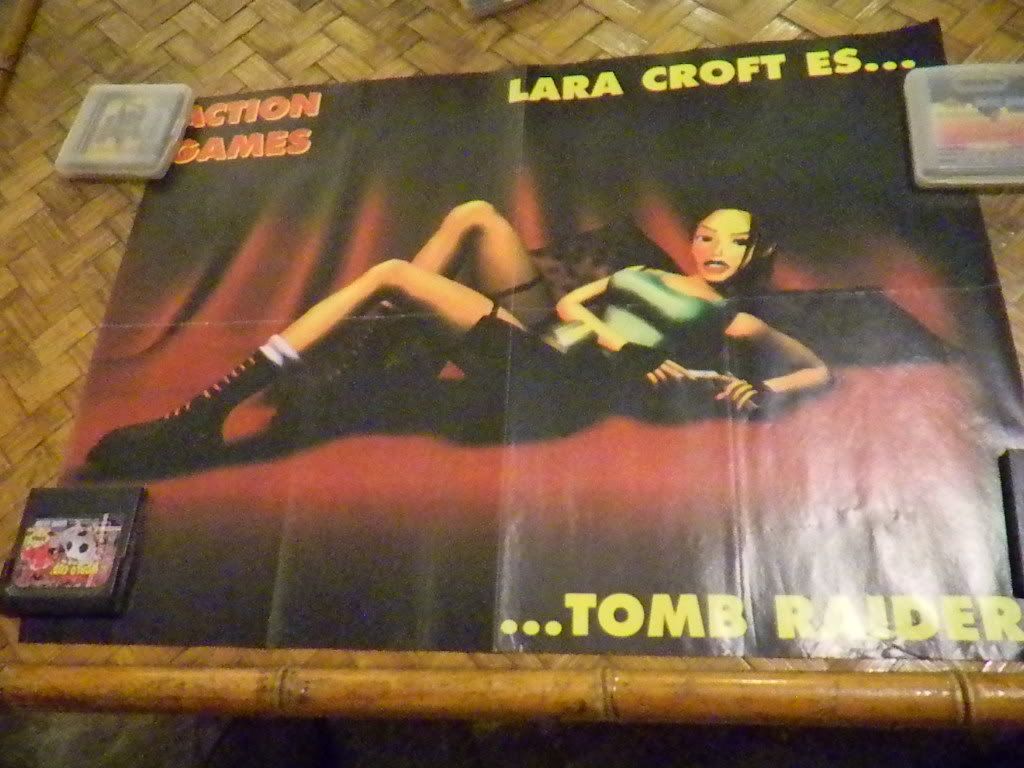 ACTION
GAMES
LARA CROFT ES...
...TOMB RAIDER